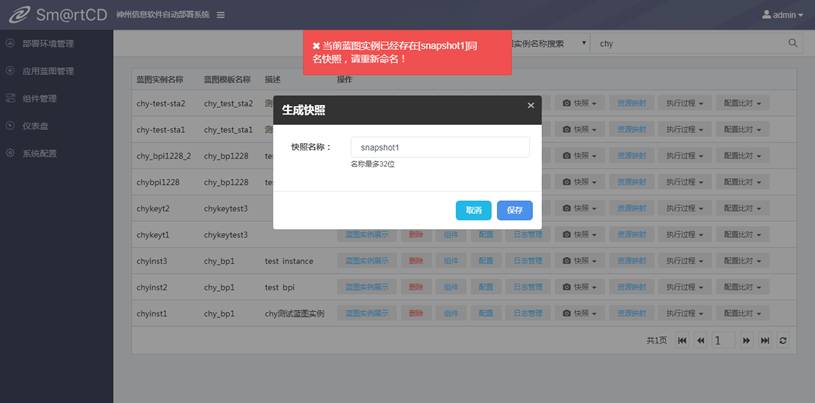 Sm@rtCD 神州信息软件自动部署系统
admin
部署环境管理
应用蓝图管理
组件管理
仪表盘
系统配置
当前蓝图实例已经存在[snapshot1]同
名快照，请重新命名！
实例名称搜索 chy
蓝图实例名称 蓝图模板名称 描述 操作
chy-test-sta2 chy_test_sta2 快照 资源映射 执行过程 配置比对
chy-test-sta1 chy_test_sta1 快照 资源映射 执行过程 配置比对
chy_bpi1228_2 chy_bp1228 快照 资源映射 执行过程 配置比对
chybpi1228 chy_bp1228 快照 资源映射 执行过程 配置比对
chykeyt2 chykeytest3 快照 资源映射 执行过程 配置比对
chykeyt1 chykeytest3 蓝图实例展示 删除 组件 配置 日志管理 快照 资源映射 执行过程 配置比对
chyinst3 chy_bp1 test instance 蓝图实例展示 删除 组件 配置 日志管理 快照 资源映射 执行过程 配置比对
chyinst2 chy_bp1 test bpi 蓝图实例展示 删除 组件 配置 日志管理 快照 资源映射 执行过程 配置比对
chyinst1 chy_bp1 chy测试蓝图实例 蓝图实例展示 删除 组件 配置 日志管理 快照 资源映射 执行过程 配置比对
共1页 1
生成快照
快照名称： snapshot1
名称最多32位
取消 保存